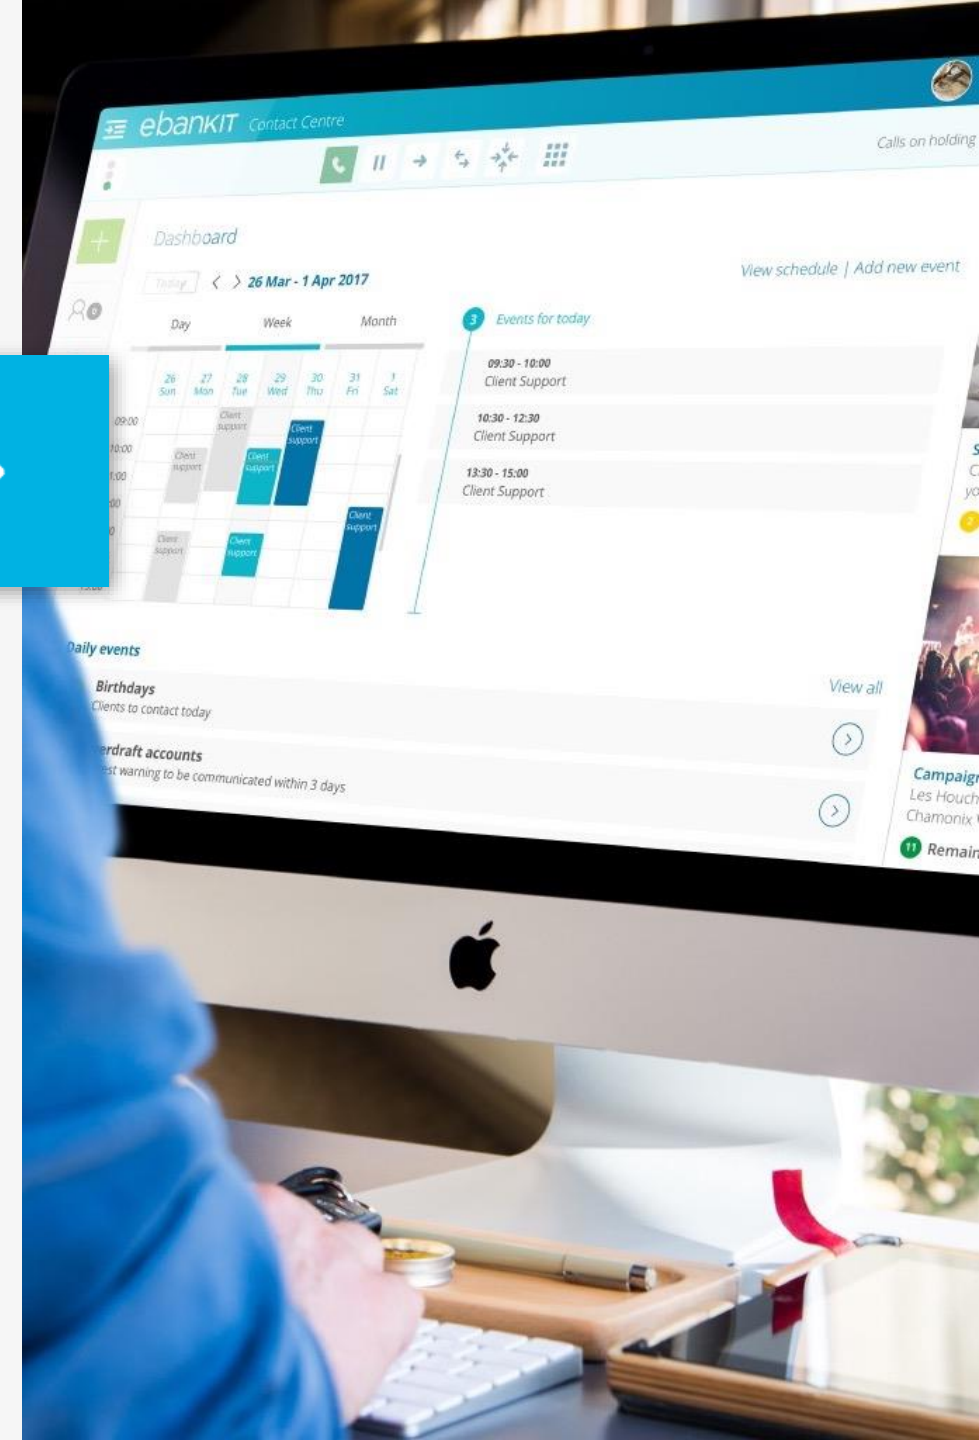 ebankIT Contact Centre
Calls on holding
Dashboard
Today < > 26 Mar - 1 Apr 2017
View schedule | Add new event
Day Week Month
3 Events for today
26 27 28 29 30 31 1
Sun Mon Tue Wed Thu Fri Sat
09:30 - 10:00
Client Support
10:30 - 12:30
Client Support
13:30 - 15:00
Client Support
09:00
10:00
Client support
Client support
Client support
Client support
Client support
Client support
Client support
Daily events
View all
Birthdays
Clients to contact today
erdraft accounts
est warning to be communicated within 3 days
Campaign
Les Houch
Chamonix
11 Remain